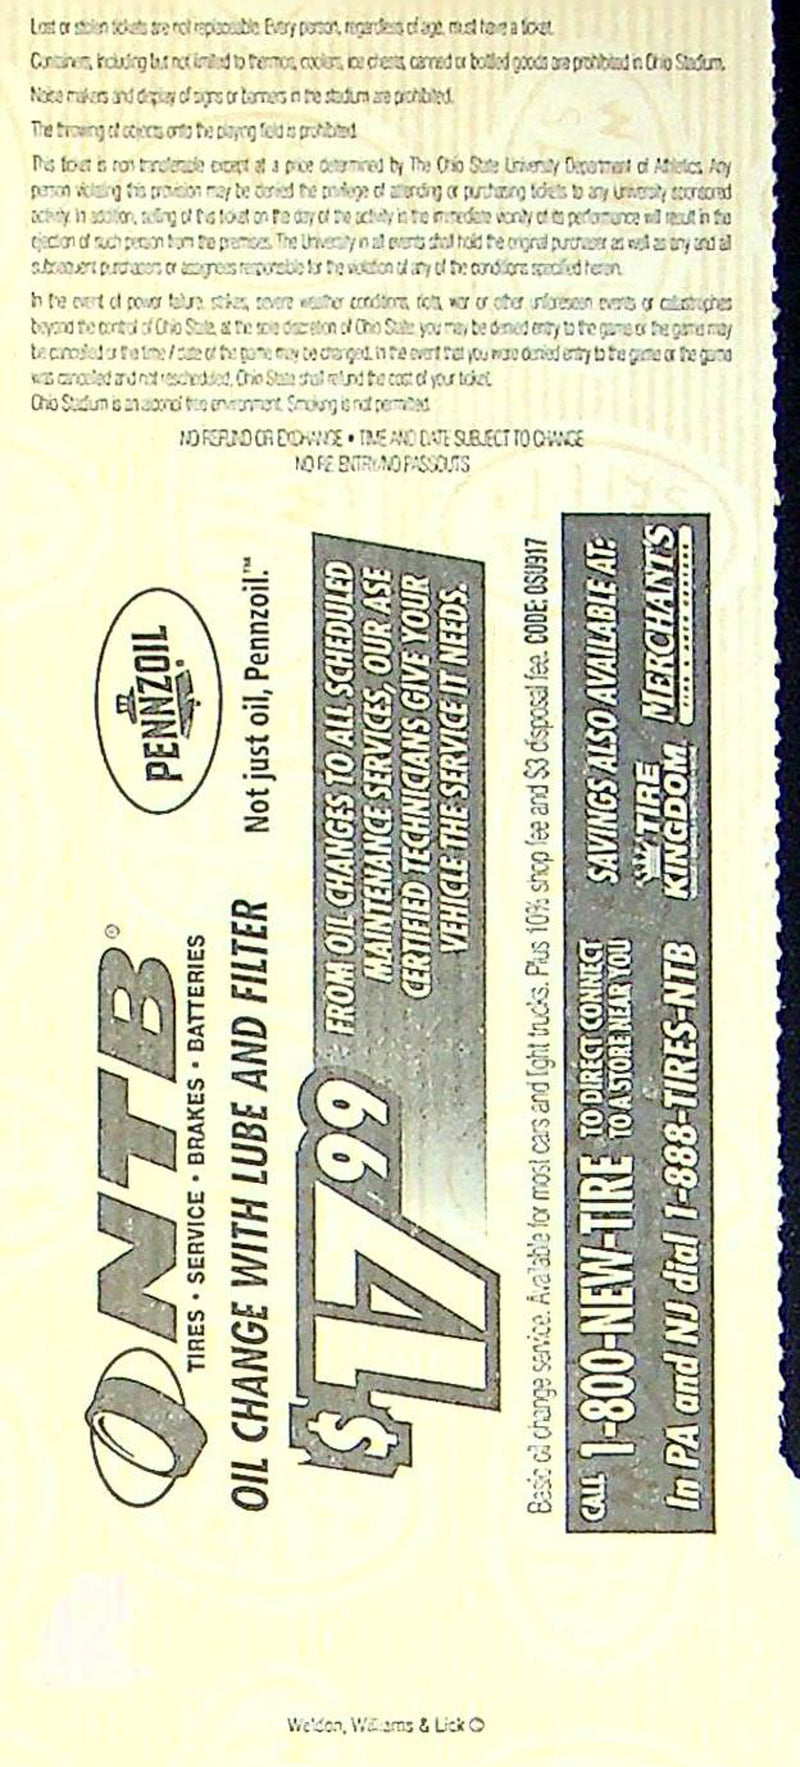 Lost or stolen tickets are not replaceable. Every person, regardless of age, must have a ticket.
Containers, including but not limited to thermos, coolers, ice chests, canned or bottled goods are prohibited in Ohio Stadium.
Noise makers and display of signs or banners in the stadium are prohibited.
The throwing of objects onto the playing field is prohibited.
This ticket is non transferable except at a price determined by The Ohio State University Department of Athletics. Any
person violating this provision may be denied the privilege of attending or purchasing tickets to any university sponsored
activity. In addition, selling of this ticket on the day of the activity in the immediate vicinity of its performance will result in the
ejection of such person from the premises. The University in all events shall hold the original purchaser as well as any and all
subsequent purchasers or assignees responsible for the violation of any of the conditions specified herein.
In the event of power failure, strikes, severe weather conditions, riots, war or other unforeseen events or catastrophes
beyond the control of Ohio State, at the sole discretion of Ohio State, you may be denied entry to the game or the game may
be cancelled or the time / date of the game may be changed. In the event that you were denied entry to the game or the game
was cancelled and not rescheduled, Ohio State shall refund the cost of your ticket.
Ohio Stadium is an alcohol free environment. Smoking is not permitted.
NO REFUND OR EXCHANGE • TIME AND DATE SUBJECT TO CHANGE
NO RE-ENTRY/NO PASSOUTS
NTB®
TIRES • SERVICE • BRAKES • BATTERIES
PENNZOIL
OIL CHANGE WITH LUBE AND FILTER
Not just oil, Pennzoil.™
$17 99
FROM OIL CHANGES TO ALL SCHEDULED
MAINTENANCE SERVICES, OUR ASE
CERTIFIED TECHNICIANS GIVE YOUR
VEHICLE THE SERVICE IT NEEDS.
Basic oil change service. Available for most cars and light trucks. Plus 10% shop fee and $3 disposal fee. CODE: OSU917
CALL 1-800-NEW-TIRE TO DIRECT CONNECT
TO A STORE NEAR YOU
In PA and NJ dial 1-888-TIRES-NTB
SAVINGS ALSO AVAILABLE AT:
TIRE
KINGDOM
MERCHANT'S
TIRE & AUTO CENTERS
Weldon, Williams & Lick